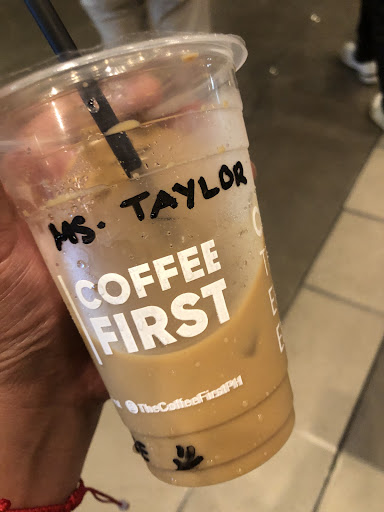 MS. TAYLOR
COFFEE
FIRST
TheCoffeeFirstPH